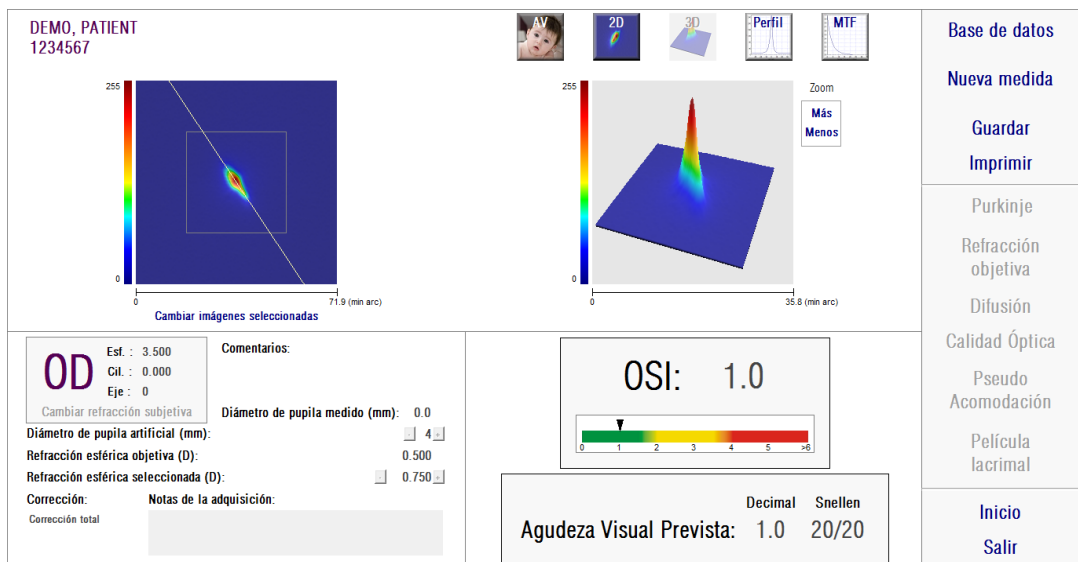 DEMO, PATIENT
1234567
AV
2D
3D
Perfil
MTF
255
0
0
71.9 (min arc)
Cambiar imágenes seleccionadas
255
0
0
35.8 (min arc)
Zoom
Más
Menos
OD
Esf. : 3.500
Cil. : 0.000
Eje : 0
Cambiar refracción subjetiva
Comentarios:
Diámetro de pupila medido (mm): 0.0
Diámetro de pupila artificial (mm): - 4 +
Refracción esférica objetiva (D): 0.500
Refracción esférica seleccionada (D): - 0.750 +
Corrección: Notas de la adquisición:
Corrección total
OSI: 1.0
0 1 2 3 4 5 >6
Decimal Snellen
Agudeza Visual Prevista: 1.0 20/20
Base de datos
Nueva medida
Guardar
Imprimir
Purkinje
Refracción
objetiva
Difusión
Calidad Óptica
Pseudo
Acomodación
Película
lacrimal
Inicio
Salir